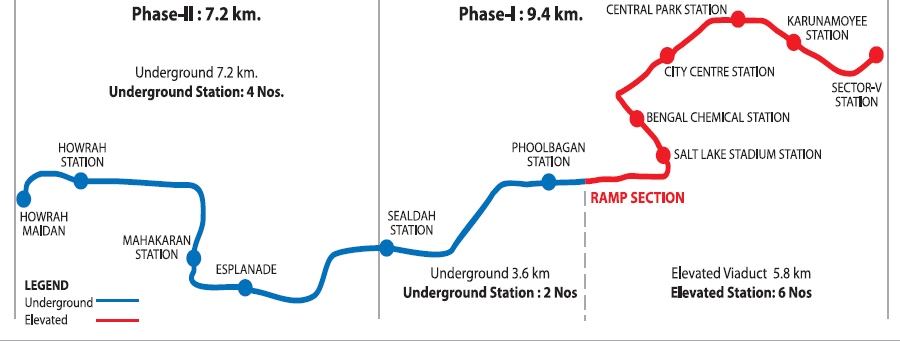 Phase-II : 7.2 km.
Underground 7.2 km.
Underground Station: 4 Nos.
HOWRAH
STATION
HOWRAH
MAIDAN
MAHAKARAN
STATION
ESPLANADE
LEGEND
Underground
Elevated
Phase-I : 9.4 km.
SEALDAH
STATION
PHOOLBAGAN
STATION
Underground 3.6 km
Underground Station : 2 Nos
RAMP SECTION
CENTRAL PARK STATION
KARUNAMOYEE
STATION
CITY CENTRE STATION
SECTOR-V
STATION
BENGAL CHEMICAL STATION
SALT LAKE STADIUM STATION
Elevated Viaduct 5.8 km
Elevated Station: 6 Nos